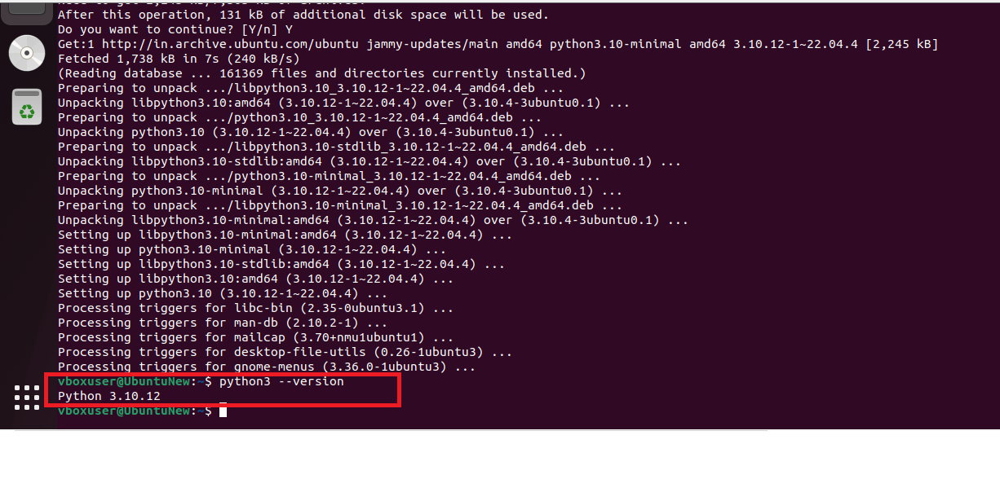 After this operation, 131 kB of additional disk space will be used.
Do you want to continue? [Y/n] Y
Get:1 http://in.archive.ubuntu.com/ubuntu jammy-updates/main amd64 python3.10-minimal amd64 3.10.12-1~22.04.4 [2,245 kB]
Fetched 1,738 kB in 7s (240 kB/s)
(Reading database ... 161369 files and directories currently installed.)
Preparing to unpack .../libpython3.10_3.10.12-1~22.04.4_amd64.deb ...
Unpacking libpython3.10:amd64 (3.10.12-1~22.04.4) over (3.10.4-3ubuntu0.1) ...
Preparing to unpack .../python3.10_3.10.12-1~22.04.4_amd64.deb ...
Unpacking python3.10 (3.10.12-1~22.04.4) over (3.10.4-3ubuntu0.1) ...
Preparing to unpack .../libpython3.10-stdlib_3.10.12-1~22.04.4_amd64.deb ...
Unpacking libpython3.10-stdlib:amd64 (3.10.12-1~22.04.4) over (3.10.4-3ubuntu0.1) ...
Preparing to unpack .../python3.10-minimal_3.10.12-1~22.04.4_amd64.deb ...
Unpacking python3.10-minimal (3.10.12-1~22.04.4) over (3.10.4-3ubuntu0.1) ...
Preparing to unpack .../libpython3.10-minimal_3.10.12-1~22.04.4_amd64.deb ...
Unpacking libpython3.10-minimal:amd64 (3.10.12-1~22.04.4) over (3.10.4-3ubuntu0.1) ...
Setting up libpython3.10-minimal:amd64 (3.10.12-1~22.04.4) ...
Setting up python3.10-minimal (3.10.12-1~22.04.4) ...
Setting up libpython3.10-stdlib:amd64 (3.10.12-1~22.04.4) ...
Setting up libpython3.10:amd64 (3.10.12-1~22.04.4) ...
Setting up python3.10 (3.10.12-1~22.04.4) ...
Processing triggers for libc-bin (2.35-0ubuntu3.1) ...
Processing triggers for man-db (2.10.2-1) ...
Processing triggers for mailcap (3.70+nmu1ubuntu1) ...
Processing triggers for desktop-file-utils (0.26-1ubuntu3) ...
Processing triggers for gnome-menus (3.36.0-1ubuntu3) ...
vboxuser@UbuntuNew:~$ python3 --version
Python 3.10.12
vboxuser@UbuntuNew:~$